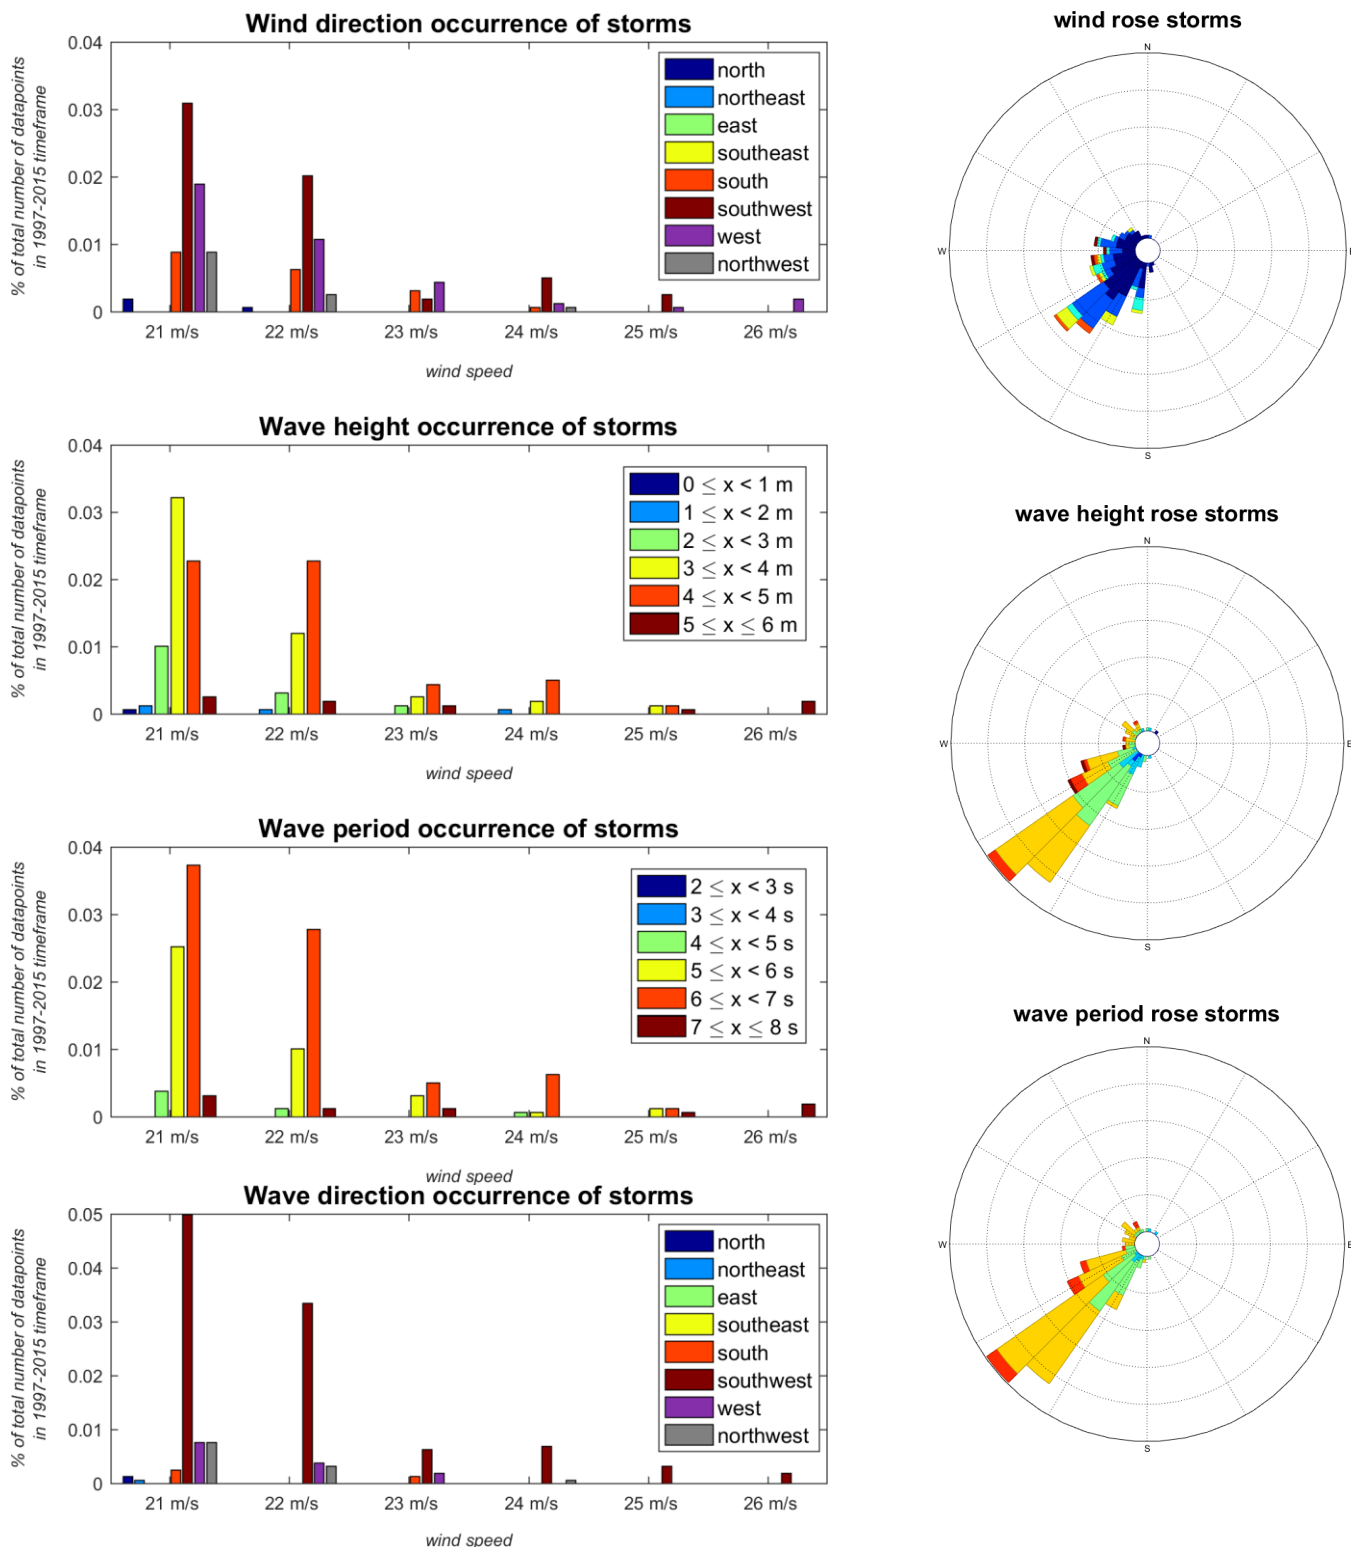 Wind direction occurrence of storms
% of total number of datapoints
in 1997-2015 timeframe
0.04
0.03
0.02
0.01
0
north
northeast
east
southeast
south
southwest
west
northwest
21 m/s
22 m/s
23 m/s
24 m/s
25 m/s
26 m/s
wind speed
wind rose storms
N
W
E
S
Wave height occurrence of storms
% of total number of datapoints
in 1997-2015 timeframe
0.04
0.03
0.02
0.01
0
0 ≤ x < 1 m
1 ≤ x < 2 m
2 ≤ x < 3 m
3 ≤ x < 4 m
4 ≤ x < 5 m
5 ≤ x ≤ 6 m
21 m/s
22 m/s
23 m/s
24 m/s
25 m/s
26 m/s
wind speed
wave height rose storms
N
W
E
S
Wave period occurrence of storms
% of total number of datapoints
in 1997-2015 timeframe
0.04
0.03
0.02
0.01
0
2 ≤ x < 3 s
3 ≤ x < 4 s
4 ≤ x < 5 s
5 ≤ x < 6 s
6 ≤ x < 7 s
7 ≤ x ≤ 8 s
21 m/s
22 m/s
23 m/s
24 m/s
25 m/s
26 m/s
wind speed
wave period rose storms
N
W
E
S
Wave direction occurrence of storms
% of total number of datapoints
in 1997-2015 timeframe
0.05
0.04
0.03
0.02
0.01
0
north
northeast
east
southeast
south
southwest
west
northwest
21 m/s
22 m/s
23 m/s
24 m/s
25 m/s
26 m/s
wind speed